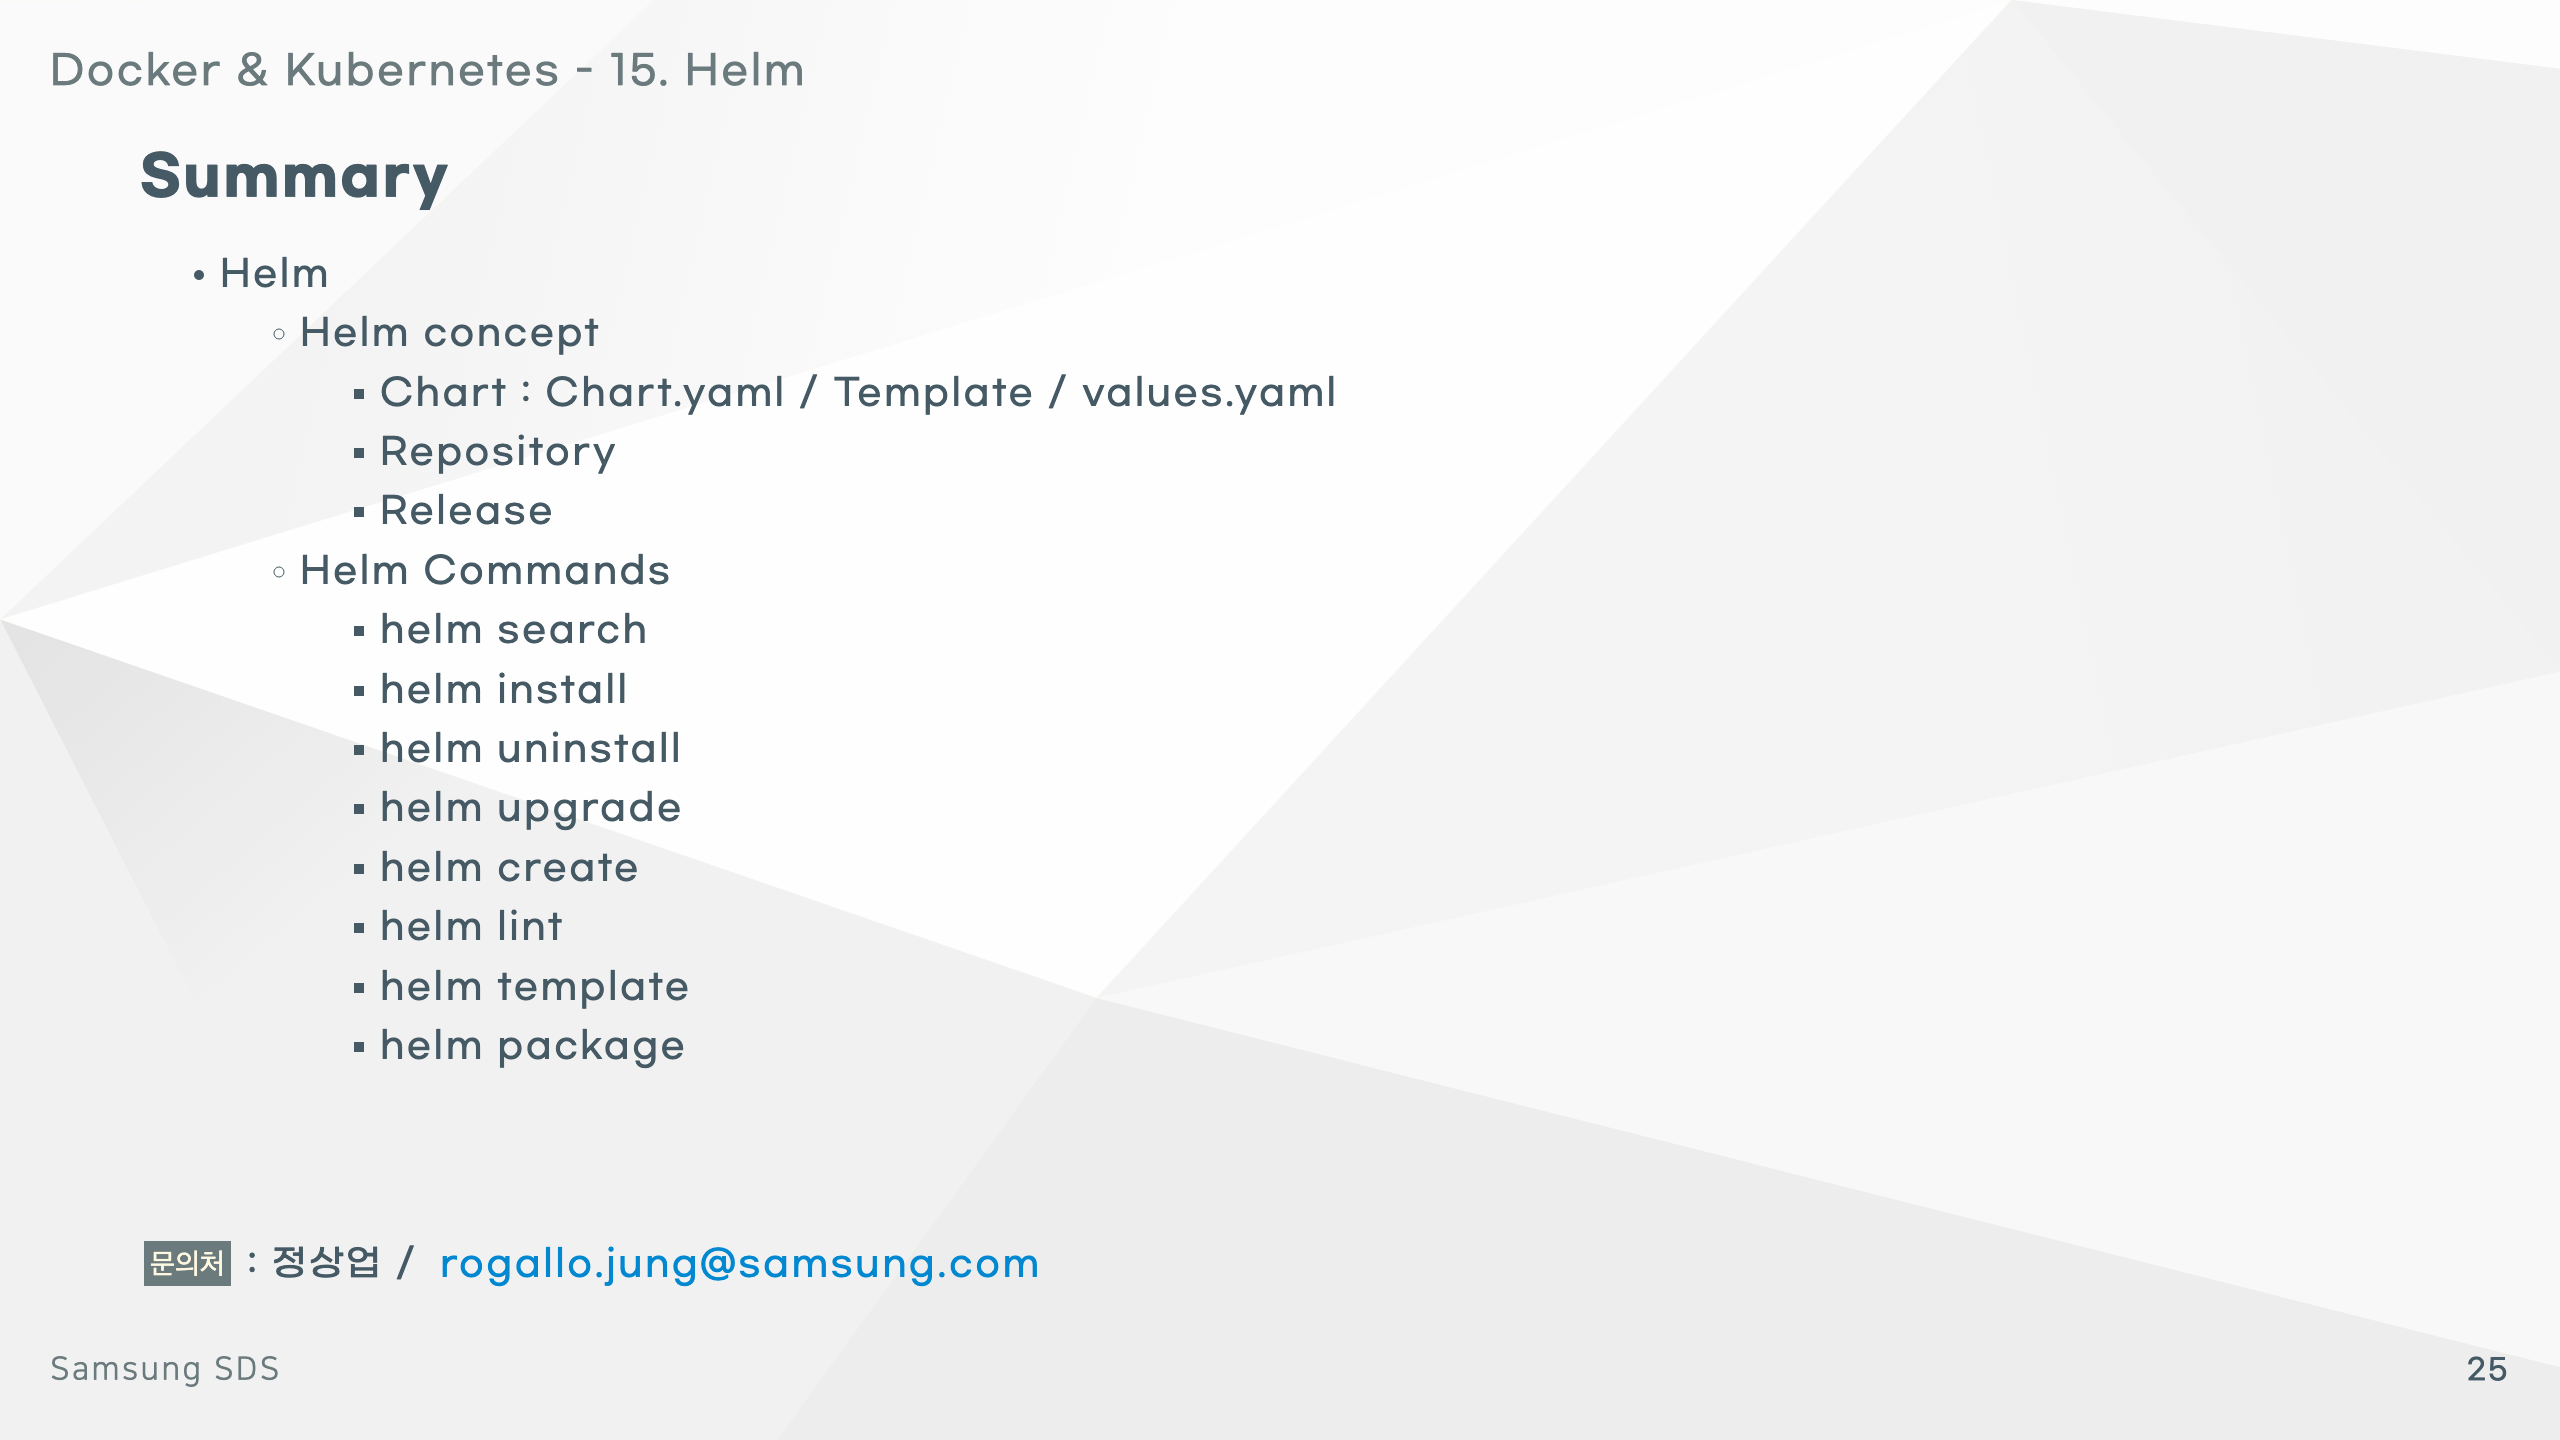 Docker & Kubernetes - 15. Helm
Summary
• Helm
◦ Helm concept
▪ Chart : Chart.yaml / Template / values.yaml
▪ Repository
▪ Release
◦ Helm Commands
▪ helm search
▪ helm install
▪ helm uninstall
▪ helm upgrade
▪ helm create
▪ helm lint
▪ helm template
▪ helm package
문의처 : 정상업 / rogallo.jung@samsung.com
Samsung SDS
25